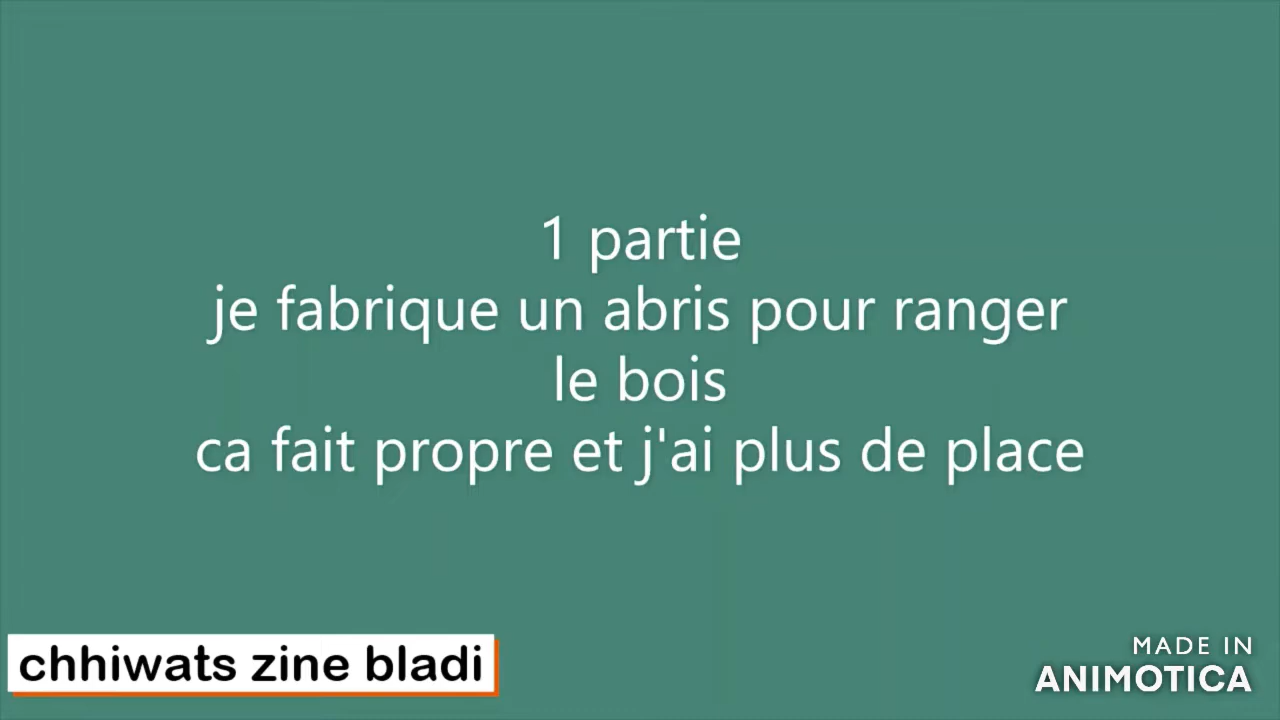 1 partie
je fabrique un abris pour ranger
le bois
ca fait propre et j'ai plus de place
chhiwats zine bladi
MADE IN
ANIMOTICA